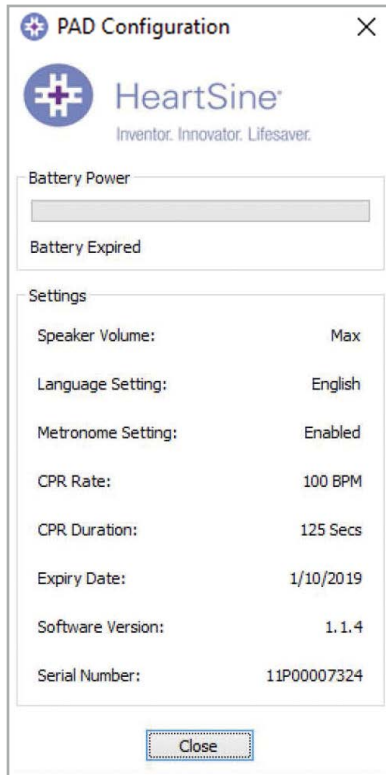 PAD Configuration
HeartSine
Inventor. Innovator. Lifesaver.
Battery Power
Battery Expired
Settings
Speaker Volume: Max
Language Setting: English
Metronome Setting: Enabled
CPR Rate: 100 BPM
CPR Duration: 125 Secs
Expiry Date: 1/10/2019
Software Version: 1.1.4
Serial Number: 11P00007324
Close